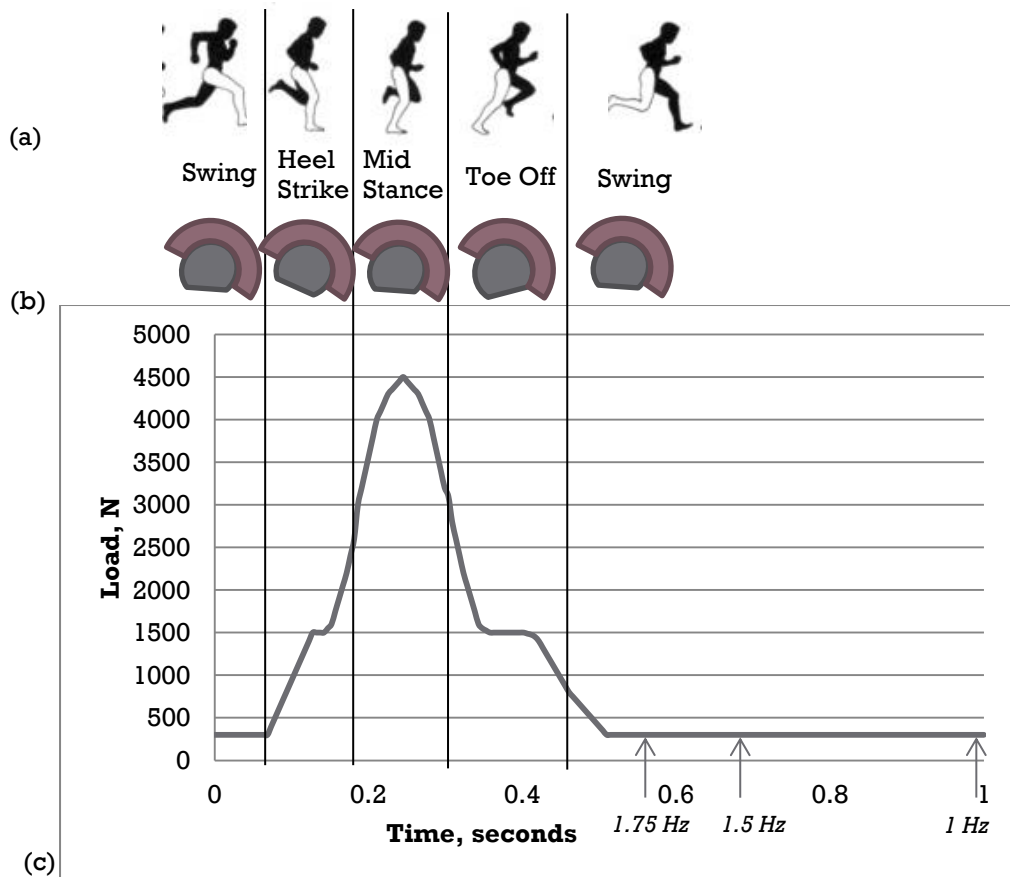 (a)
Swing
Heel
Strike
Mid
Stance
Toe Off
Swing
(b)
5000
4500
4000
3500
3000
2500
2000
1500
1000
500
0
Load, N
0
0.2
0.4
0.6
0.8
1
1.75 Hz
1.5 Hz
1 Hz
Time, seconds
(c)